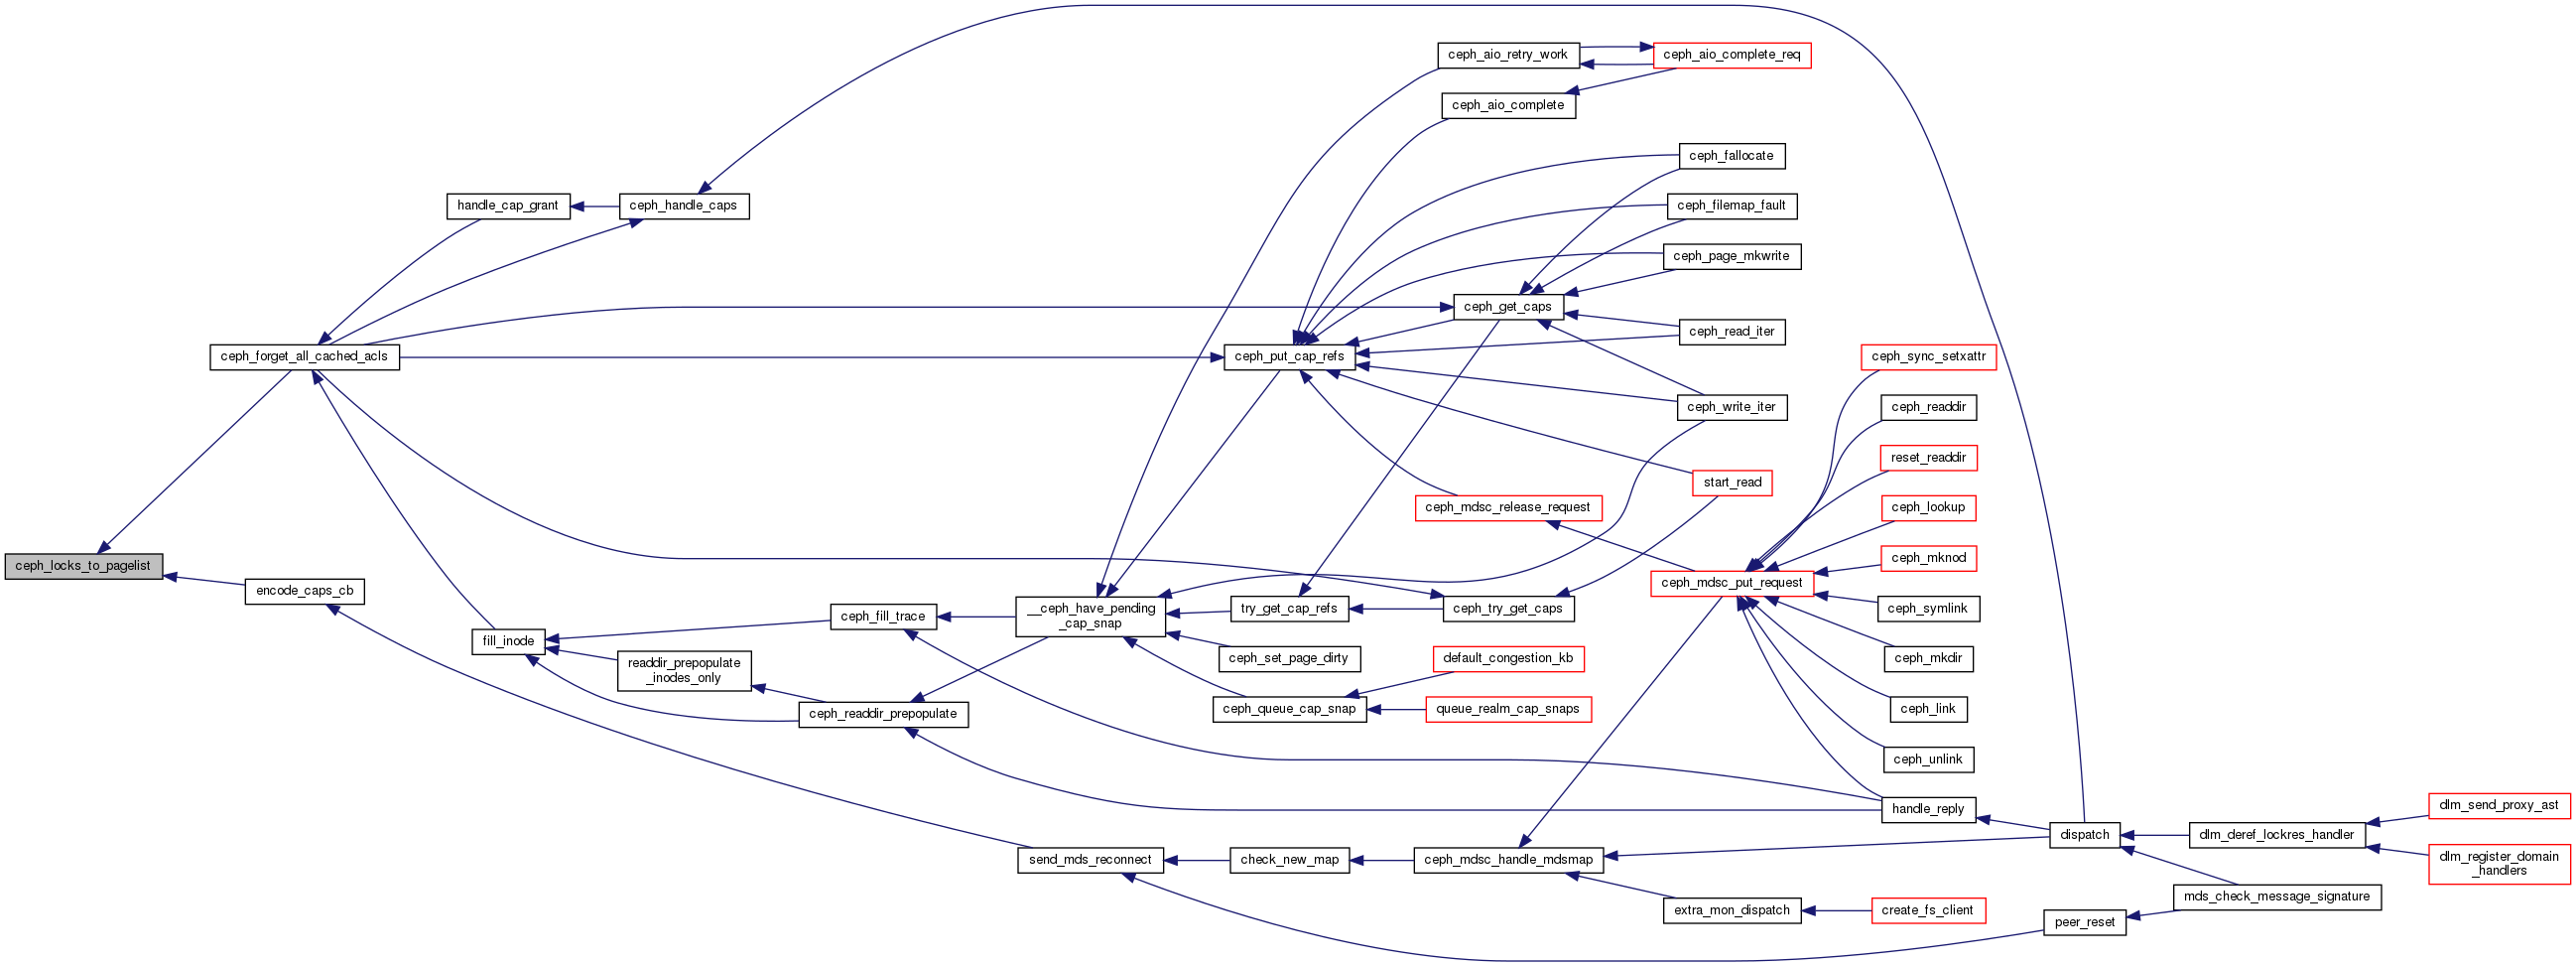 ceph_aio_retry_work
ceph_aio_complete_req
ceph_aio_complete
ceph_fallocate
handle_cap_grant
ceph_handle_caps
ceph_filemap_fault
ceph_page_mkwrite
ceph_get_caps
ceph_read_iter
ceph_forget_all_cached_acls
ceph_put_cap_refs
ceph_sync_setxattr
ceph_write_iter
ceph_readdir
reset_readdir
start_read
ceph_mdsc_release_request
ceph_lookup
ceph_locks_to_pagelist
ceph_mknod
encode_caps_cb
ceph_mdsc_put_request
ceph_fill_trace
__ceph_have_pending
_cap_snap
try_get_cap_refs
ceph_try_get_caps
ceph_symlink
fill_inode
readdir_prepopulate
_inodes_only
ceph_set_page_dirty
default_congestion_kb
ceph_mkdir
ceph_readdir_prepopulate
ceph_queue_cap_snap
queue_realm_cap_snaps
ceph_link
ceph_unlink
handle_reply
dlm_send_proxy_ast
dispatch
dlm_deref_lockres_handler
send_mds_reconnect
check_new_map
ceph_mdsc_handle_mdsmap
dlm_register_domain
_handlers
mds_check_message_signature
extra_mon_dispatch
create_fs_client
peer_reset